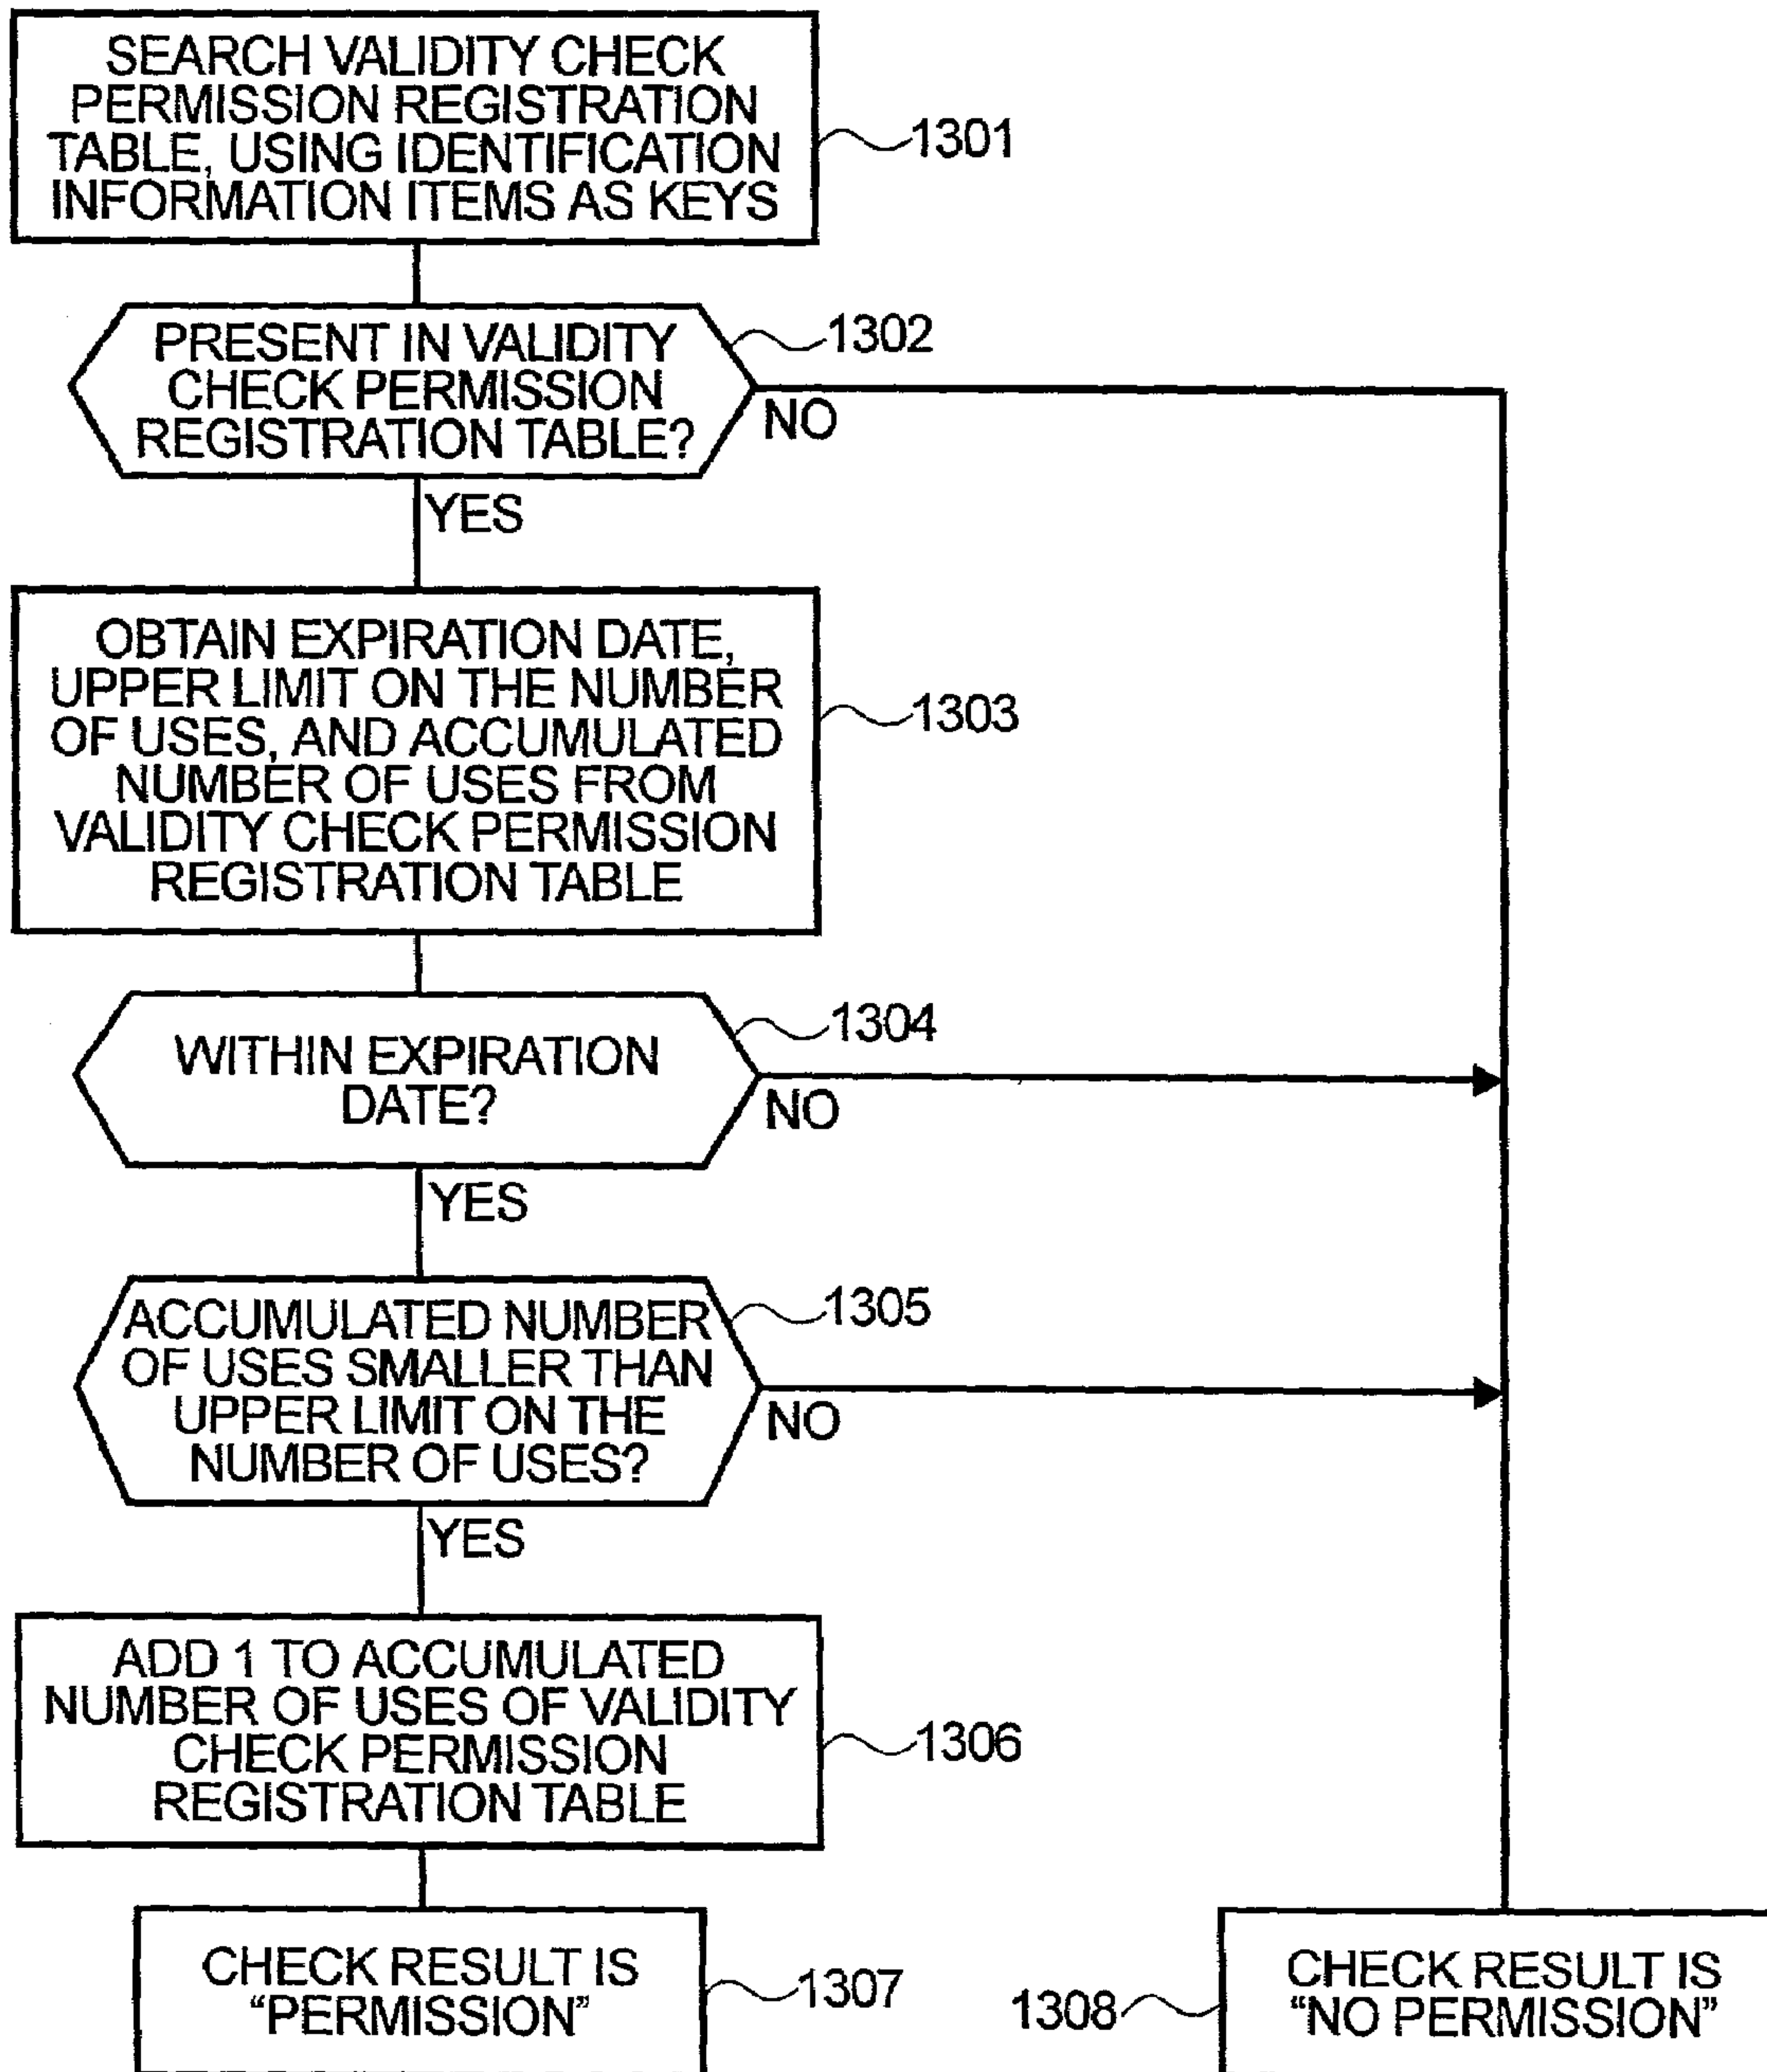 SEARCH VALIDITY CHECK
PERMISSION REGISTRATION
TABLE, USING IDENTIFICATION
INFORMATION ITEMS AS KEYS
1301
PRESENT IN VALIDITY
CHECK PERMISSION
REGISTRATION TABLE?
1302
NO
YES
OBTAIN EXPIRATION DATE,
UPPER LIMIT ON THE NUMBER
OF USES, AND ACCUMULATED
NUMBER OF USES FROM
VALIDITY CHECK PERMISSION
REGISTRATION TABLE
1303
WITHIN EXPIRATION
DATE?
1304
NO
YES
ACCUMULATED NUMBER
OF USES SMALLER THAN
UPPER LIMIT ON THE
NUMBER OF USES?
1305
NO
YES
ADD 1 TO ACCUMULATED
NUMBER OF USES OF VALIDITY
CHECK PERMISSION
REGISTRATION TABLE
1306
CHECK RESULT IS
“PERMISSION”
1307
1308
CHECK RESULT IS
“NO PERMISSION”